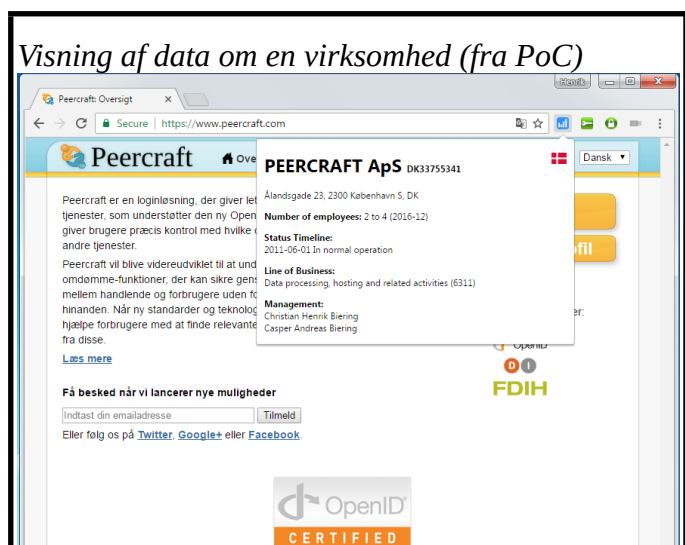 Visning af data om en virksomhed (fra PoC)
Henrik
Peercraft: Oversigt
Secure | https://www.peercraft.com
Peercraft
Ove
Dansk
PEERCRAFT ApS DK33755341
Ålandsgade 23, 2300 København S, DK
Number of employees: 2 to 4 (2016-12)
Status Timeline:
2011-06-01 In normal operation
Line of Business:
Data processing, hosting and related activities (6311)
Management:
Christian Henrik Biering
Casper Andreas Biering
Peercraft er en loginløsning, der giver let
tjenester, som understøtter den ny Open
giver brugere præcis kontrol med hvilke
andre tjenester.
Peercraft vil blive videreudviklet til at und
omdømme-funktioner, der kan sikre gens
mellem handlende og forbrugere uden fo
hinanden. Når ny standarder og teknolog
hjælpe forbrugere med at finde relevante
fra disse.
Læs mere
fil
er:
OpenID
DI
FDIH
Få besked når vi lancerer nye muligheder
Indtast din emailadresse
Tilmeld
Eller følg os på Twitter, Google+ eller Facebook.
OpenID
CERTIFIED